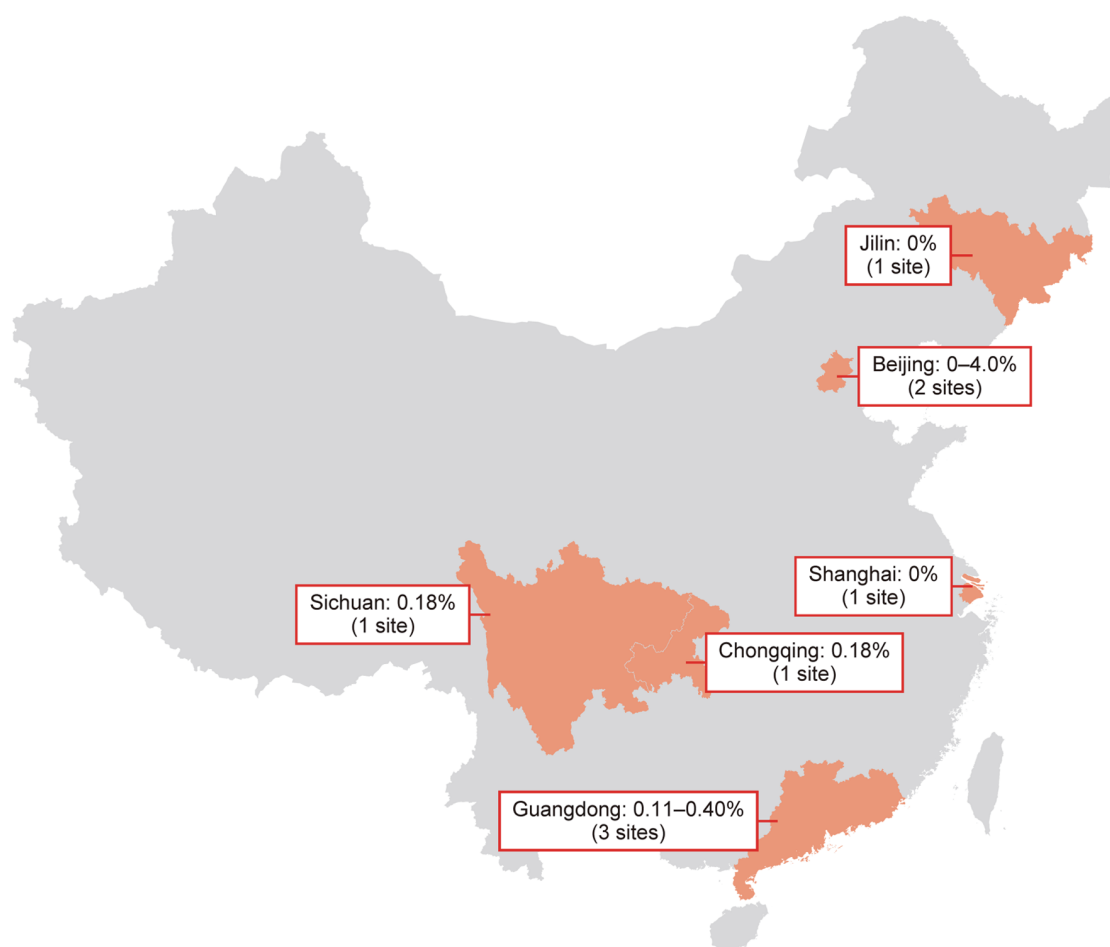 Jilin: 0%
(1 site)
Beijing: 0–4.0%
(2 sites)
Shanghai: 0%
(1 site)
Sichuan: 0.18%
(1 site)
Chongqing: 0.18%
(1 site)
Guangdong: 0.11–0.40%
(3 sites)